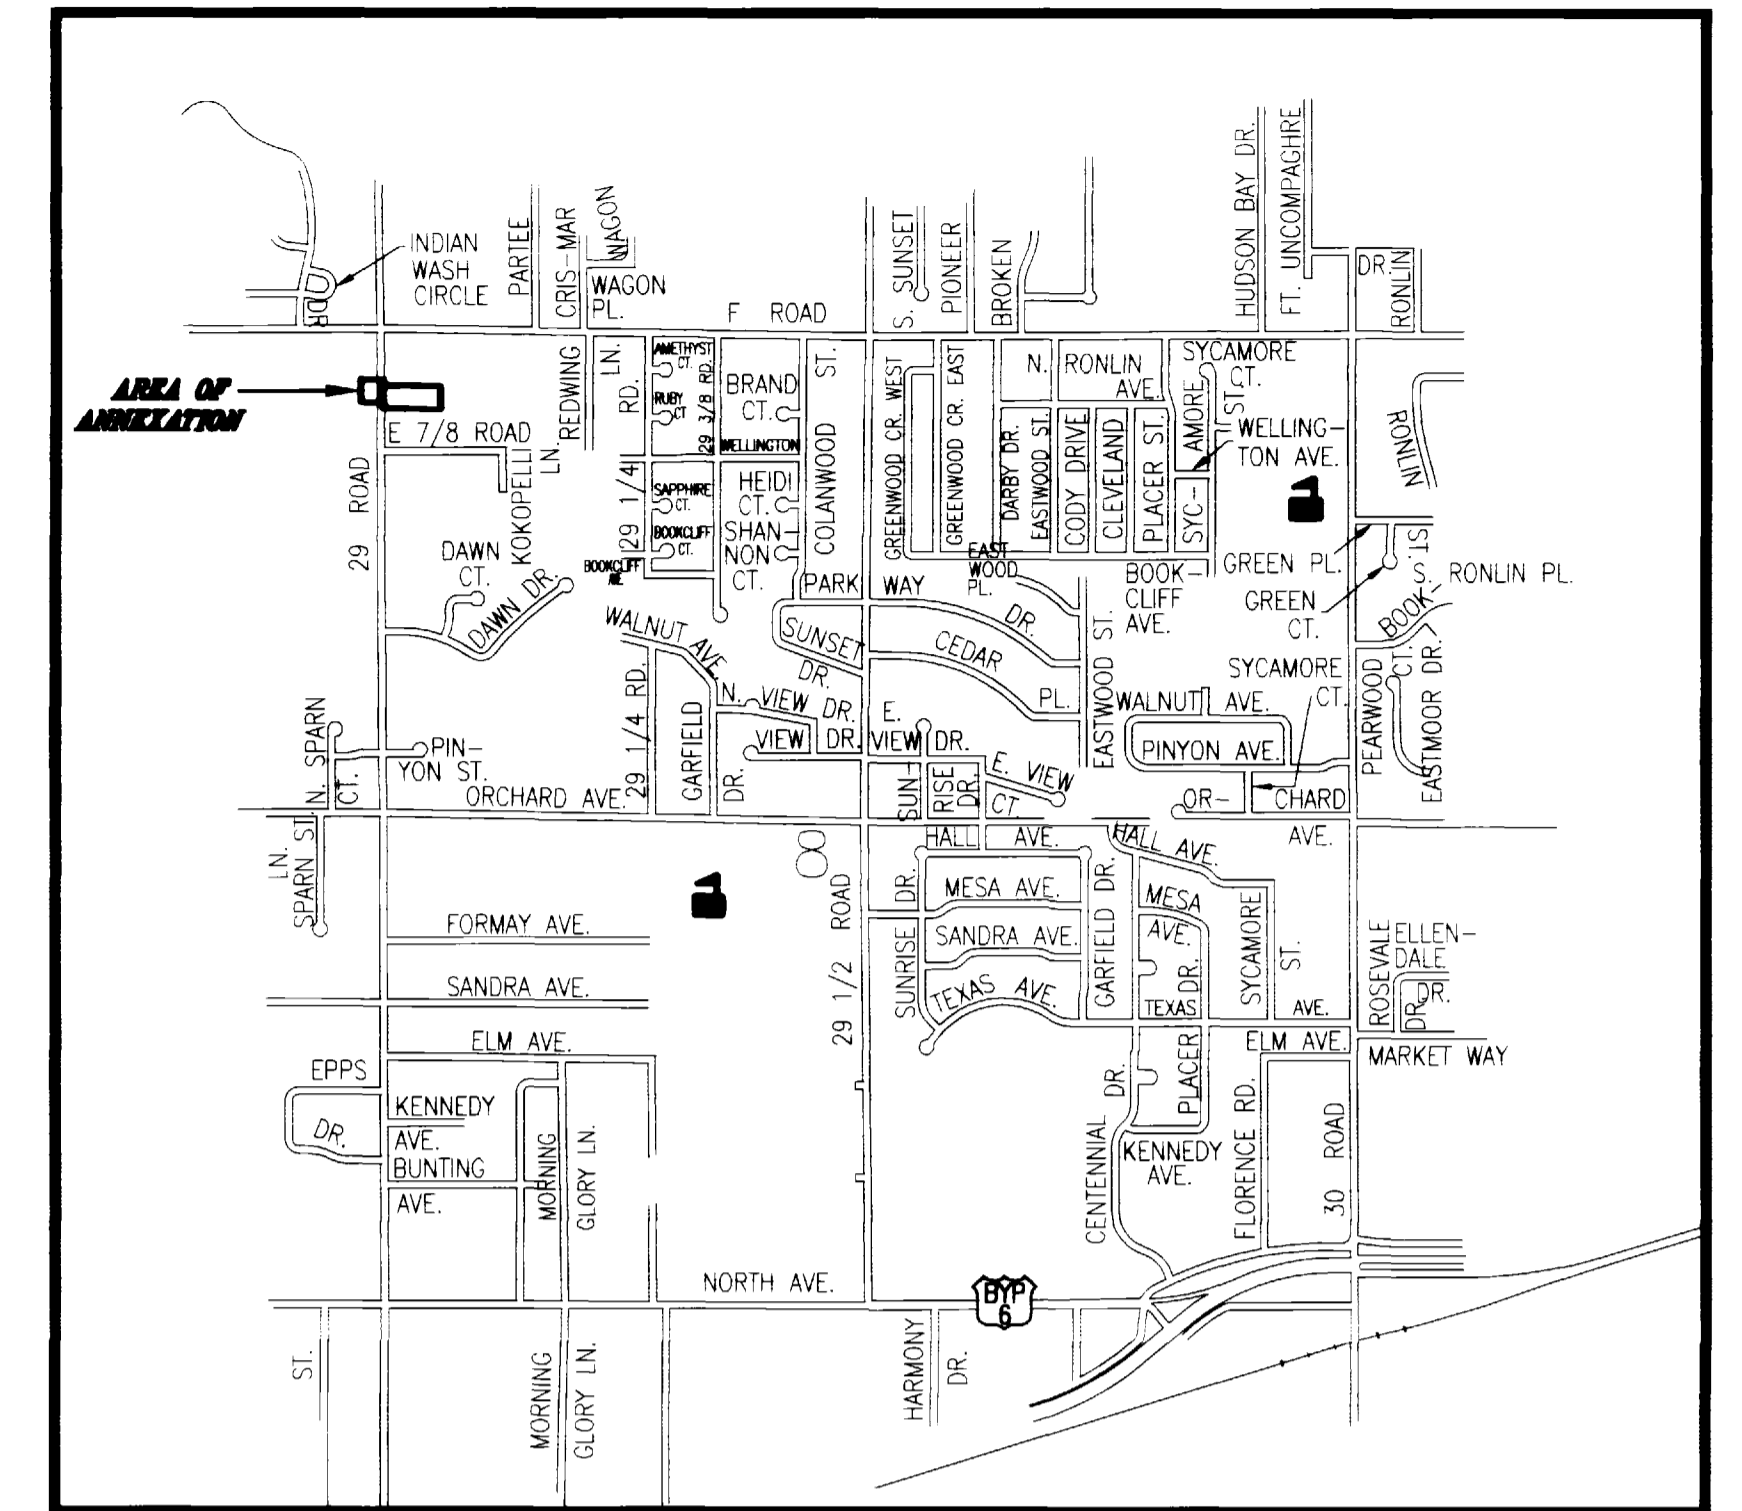 INDIAN
WASH
CIRCLE
DR
PARTEE
CRIS-MAR
WAGON
WAGON
PL.
F ROAD
S. SUNSET
PIONEER
BROKEN
HUDSON BAY DR.
FT. UNCOMPAGHRE
DR.
RONLIN
AREA OF
ANNEXATION
E 7/8 ROAD
29 ROAD
REDWING
LN.
KOKOPELLI
LN.
RD.
29 1/4
AMETHYST
CT.
RUBY
CT
29 3/8 RD.
BRAND
CT.
WELLINGTON
SAPPHIRE
CT.
HEIDI
CT.
BOOKCLIFF
CT.
SHAN-
NON
CT.
BOOKCLIFF
AVE.
ST.
COLANWOOD
GREENWOOD CR. WEST
GREENWOOD CR. EAST
N. RONLIN
AVE.
DARBY DR.
EASTWOOD ST.
CODY DRIVE
CLEVELAND
PLACER ST.
SYC-
AMORE
ST.
SYCAMORE
CT.
WELLING-
TON AVE.
RONLIN
ST.
GREEN PL.
GREEN
CT.
S. RONLIN PL.
BOOK-
CT.
EAST-
WOOD
PL.
BOOK-
CLIFF
AVE.
DAWN
CT.
DAWN DR.
PARK WAY
DR.
WALNUT AVE.
SUNSET
DR.
CEDAR
PL.
EASTWOOD ST.
SYCAMORE
CT.
WALNUT AVE.
PINYON AVE.
PEARWOOD
EASTMOOR DR.
N. SPARN
CT.
PIN-
YON ST.
29 1/4 RD.
GARFIELD
DR.
N. VIEW DR.
VIEW DR.
E.
VIEW DR.
SUN-
RISE
DR.
E. VIEW
CT.
ORCHARD AVE.
OR- CHARD
AVE.
LN.
SPARN ST.
HALL AVE.
HALL AVE.
MESA AVE.
MESA
AVE.
SANDRA AVE.
TEXAS AVE.
TEXAS
AVE.
DR.
SUNRISE
GARFIELD DR.
DR.
SYCAMORE
ST.
ROSEVALE
ELLEN-
DALE
DR.
DR.
29 1/2 ROAD
FORMAY AVE.
SANDRA AVE.
ELM AVE.
ELM AVE.
MARKET WAY
EPPS
DR.
KENNEDY
AVE.
BUNTING
AVE.
MORNING
GLORY LN.
CENTENNIAL
DR.
PLACER
KENNEDY
AVE.
FLORENCE RD.
30 ROAD
NORTH AVE.
BYP
6
ST.
MORNING
GLORY LN.
HARMONY
DR.